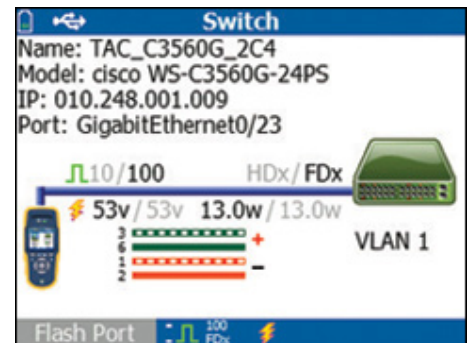 Switch
Name: TAC_C3560G_2C4
Model: cisco WS-C3560G-24PS
IP: 010.248.001.009
Port: GigabitEthernet0/23
10/100 HDx/FDx
53v/53v 13.0w/13.0w
3
6 +
1
2 −
VLAN 1
Flash Port 100 FDx